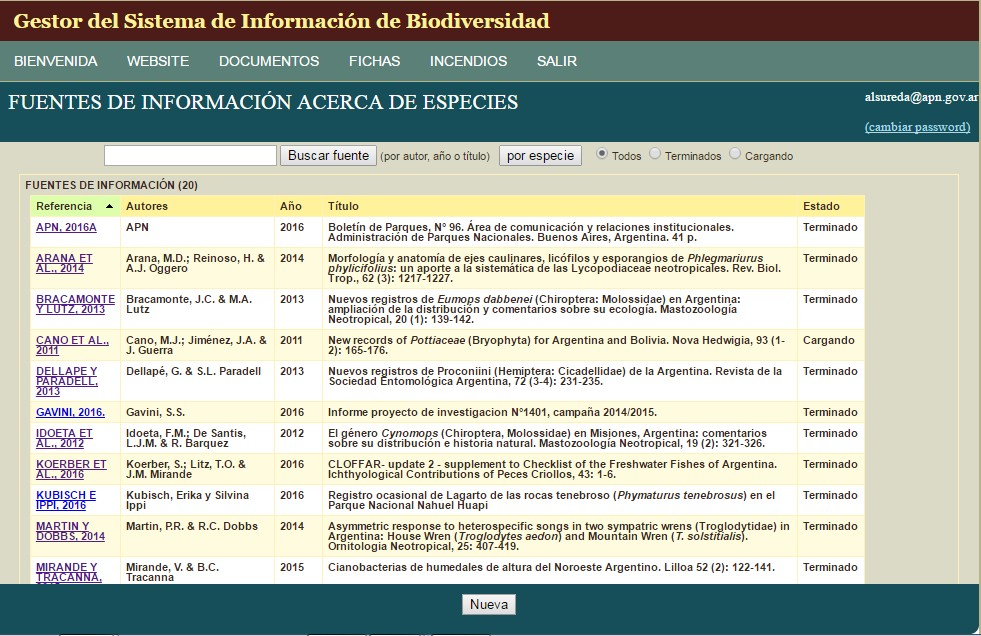 Gestor del Sistema de Información de Biodiversidad
BIENVENIDA WEBSITE DOCUMENTOS FICHAS INCENDIOS SALIR
FUENTES DE INFORMACIÓN ACERCA DE ESPECIES
alsureda@apn.gov.ar
(cambiar password)
Buscar fuente (por autor, año o título) por especie Todos Terminados Cargando
FUENTES DE INFORMACIÓN (20)
Referencia Autores Año Título Estado
APN, 2016A APN 2016 Boletín de Parques, N° 96. Área de comunicación y relaciones institucionales. Terminado
Administración de Parques Nacionales. Buenos Aires, Argentina. 41 p.
ARANA ET Arana, M.D.; Reinoso, H. & 2014 Morfología y anatomía de ejes caulinares, licófilos y esporangios de Phlegmariurus Terminado
AL., 2014 A.J. Oggero phylicifolius: un aporte a la sistemática de las Lycopodiaceae neotropicales. Rev. Biol.
Trop., 62 (3): 1217-1227.
BRACAMONTE Bracamonte, J.C. & M.A. 2013 Nuevos registros de Eumops dabbenei (Chiroptera: Molossidae) en Argentina: Terminado
Y LUTZ, 2013 Lutz ampliación de la distribución y comentarios sobre su ecología. Mastozoología
Neotropical, 20 (1): 139-142.
CANO ET AL., Cano, M.J.; Jiménez, J.A. & 2011 New records of Pottiaceae (Bryophyta) for Argentina and Bolivia. Nova Hedwigia, 93 (1- Cargando
2011 J. Guerra 2): 165-176.
DELLAPE Y Dellapé, G. & S.L. Paradell 2013 Nuevos registros de Proconiini (Hemiptera: Cicadellidae) de la Argentina. Revista de la Terminado
PARADELL, Sociedad Entomológica Argentina, 72 (3-4): 231-235.
2013
GAVINI, 2016. Gavini, S.S. 2016 Informe proyecto de investigacion N°1401, campaña 2014/2015. Terminado
IDOETA ET Idoeta, F.M.; De Santis, 2012 El género Cynomops (Chiroptera, Molossidae) en Misiones, Argentina: comentarios Terminado
AL., 2012 L.J.M. & R. Barquez sobre su distribución e historia natural. Mastozoología Neotropical, 19 (2): 321-326.
KOERBER ET Koerber, S.; Litz, T.O. & 2016 CLOFFAR- update 2 - supplement to Checklist of the Freshwater Fishes of Argentina. Terminado
AL., 2016 J.M. Mirande Ichthyological Contributions of Peces Criollos, 43: 1-6.
KUBISCH E Kubisch, Erika y Silvina 2016 Registro ocasional de Lagarto de las rocas tenebroso (Phymaturus tenebrosus) en el Terminado
IPPI, 2016 Ippi Parque Nacional Nahuel Huapi
MARTIN Y Martin, P.R. & R.C. Dobbs 2014 Asymmetric response to heterospecific songs in two sympatric wrens (Troglodytidae) in Terminado
DOBBS, 2014 Argentina: House Wren (Troglodytes aedon) and Mountain Wren (T. solstitialis).
Ornitologia Neotropical, 25: 407-419.
MIRANDE Y Mirande, V. & B.C. 2015 Cianobacterias de humedales de altura del Noroeste Argentino. Lilloa 52 (2): 122-141. Terminado
TRACANNA, Tracanna
Nueva